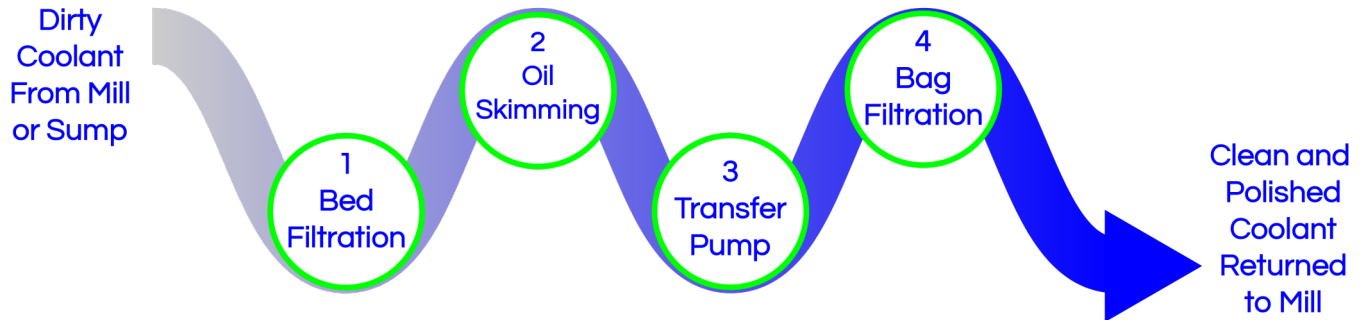 Dirty
Coolant
From Mill
or Sump
1
Bed
Filtration
2
Oil
Skimming
3
Transfer
Pump
4
Bag
Filtration
Clean and
Polished
Coolant
Returned
to Mill